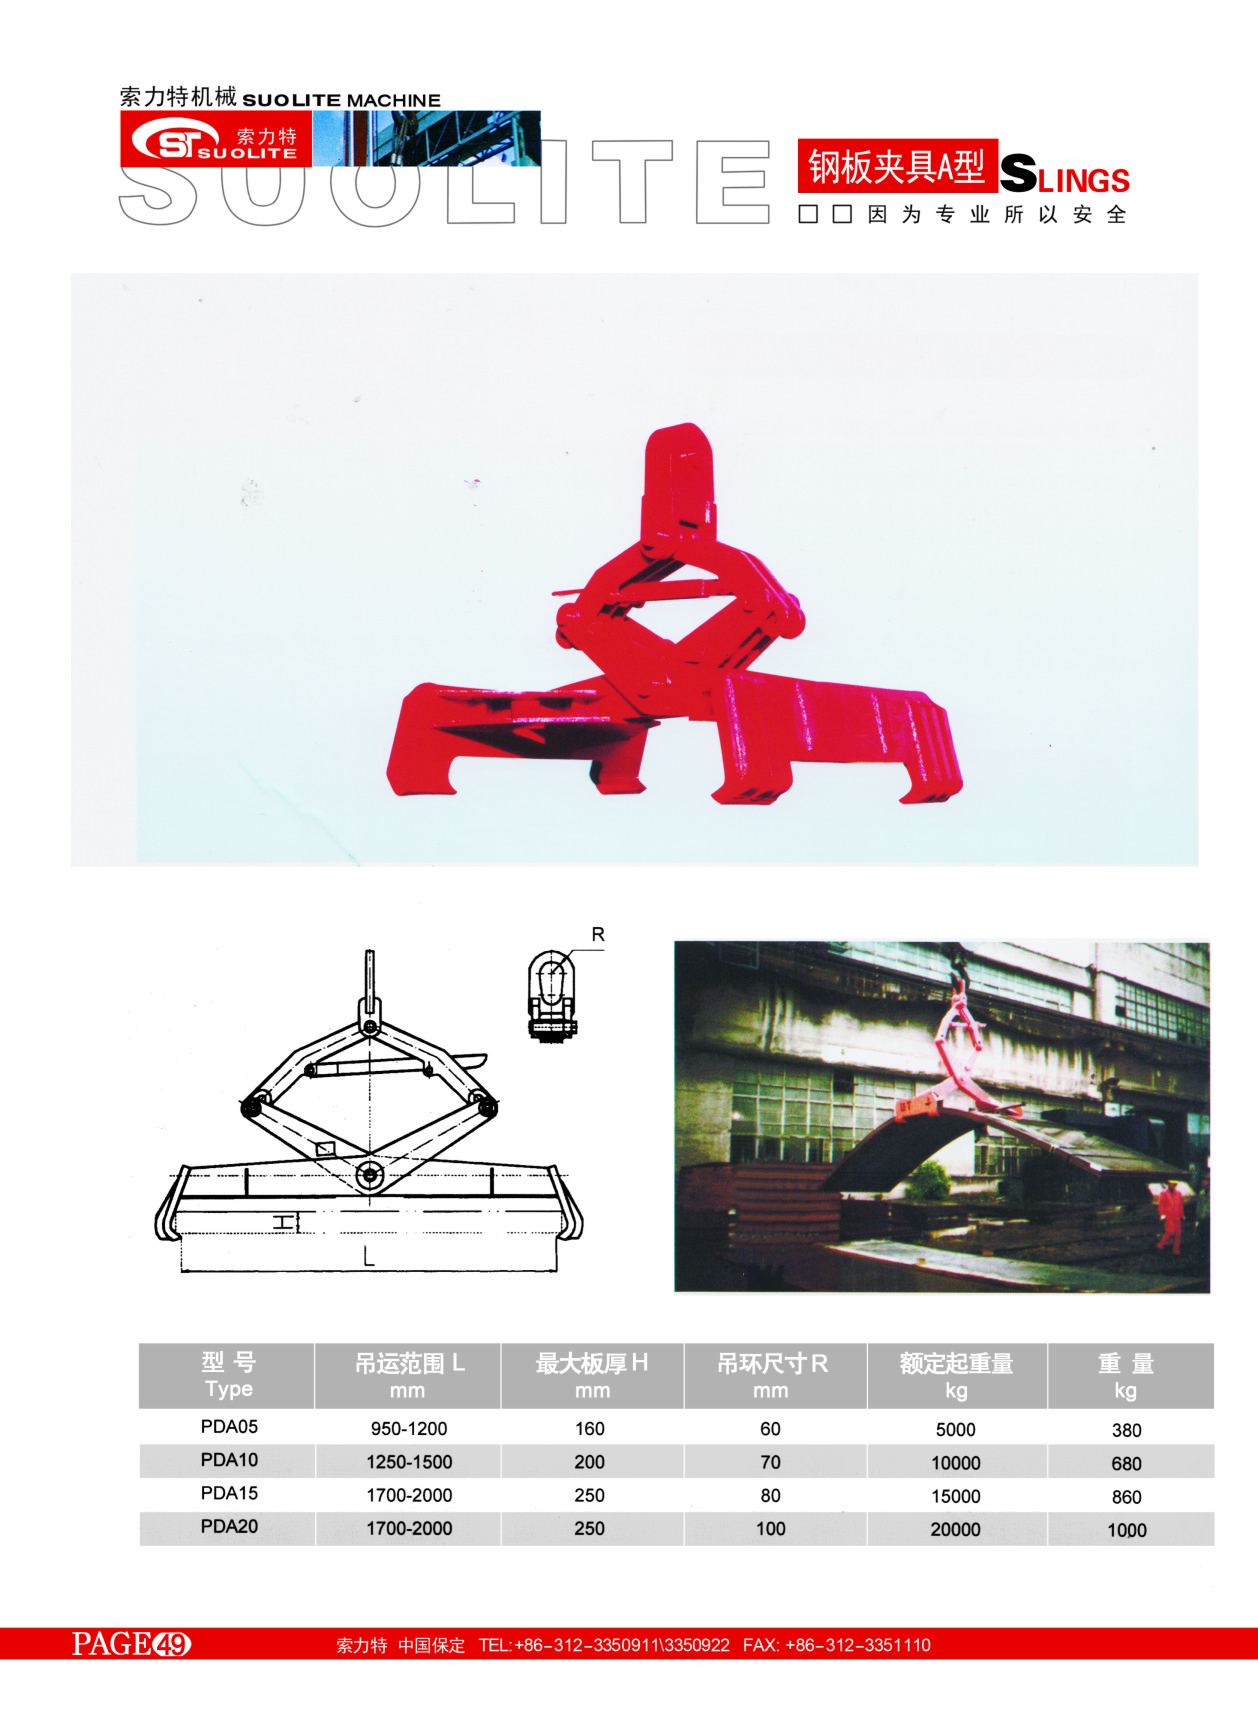 索力特机械 SUOLITE MACHINE
ST 索力特
SUOLITE
SUOLITE
钢板夹具A型 SLINGS
□ □ 因 为 专 业 所 以 安 全
R
H
L
型 号 吊运范围 L 最大板厚 H 吊环尺寸 R 额定起重量 重 量
Type mm mm mm kg kg
PDA05 950-1200 160 60 5000 380
PDA10 1250-1500 200 70 10000 680
PDA15 1700-2000 250 80 15000 860
PDA20 1700-2000 250 100 20000 1000
PAGE 49 索力特 中国保定 TEL:+86-312-3350911\3350922 FAX: +86-312-3351110